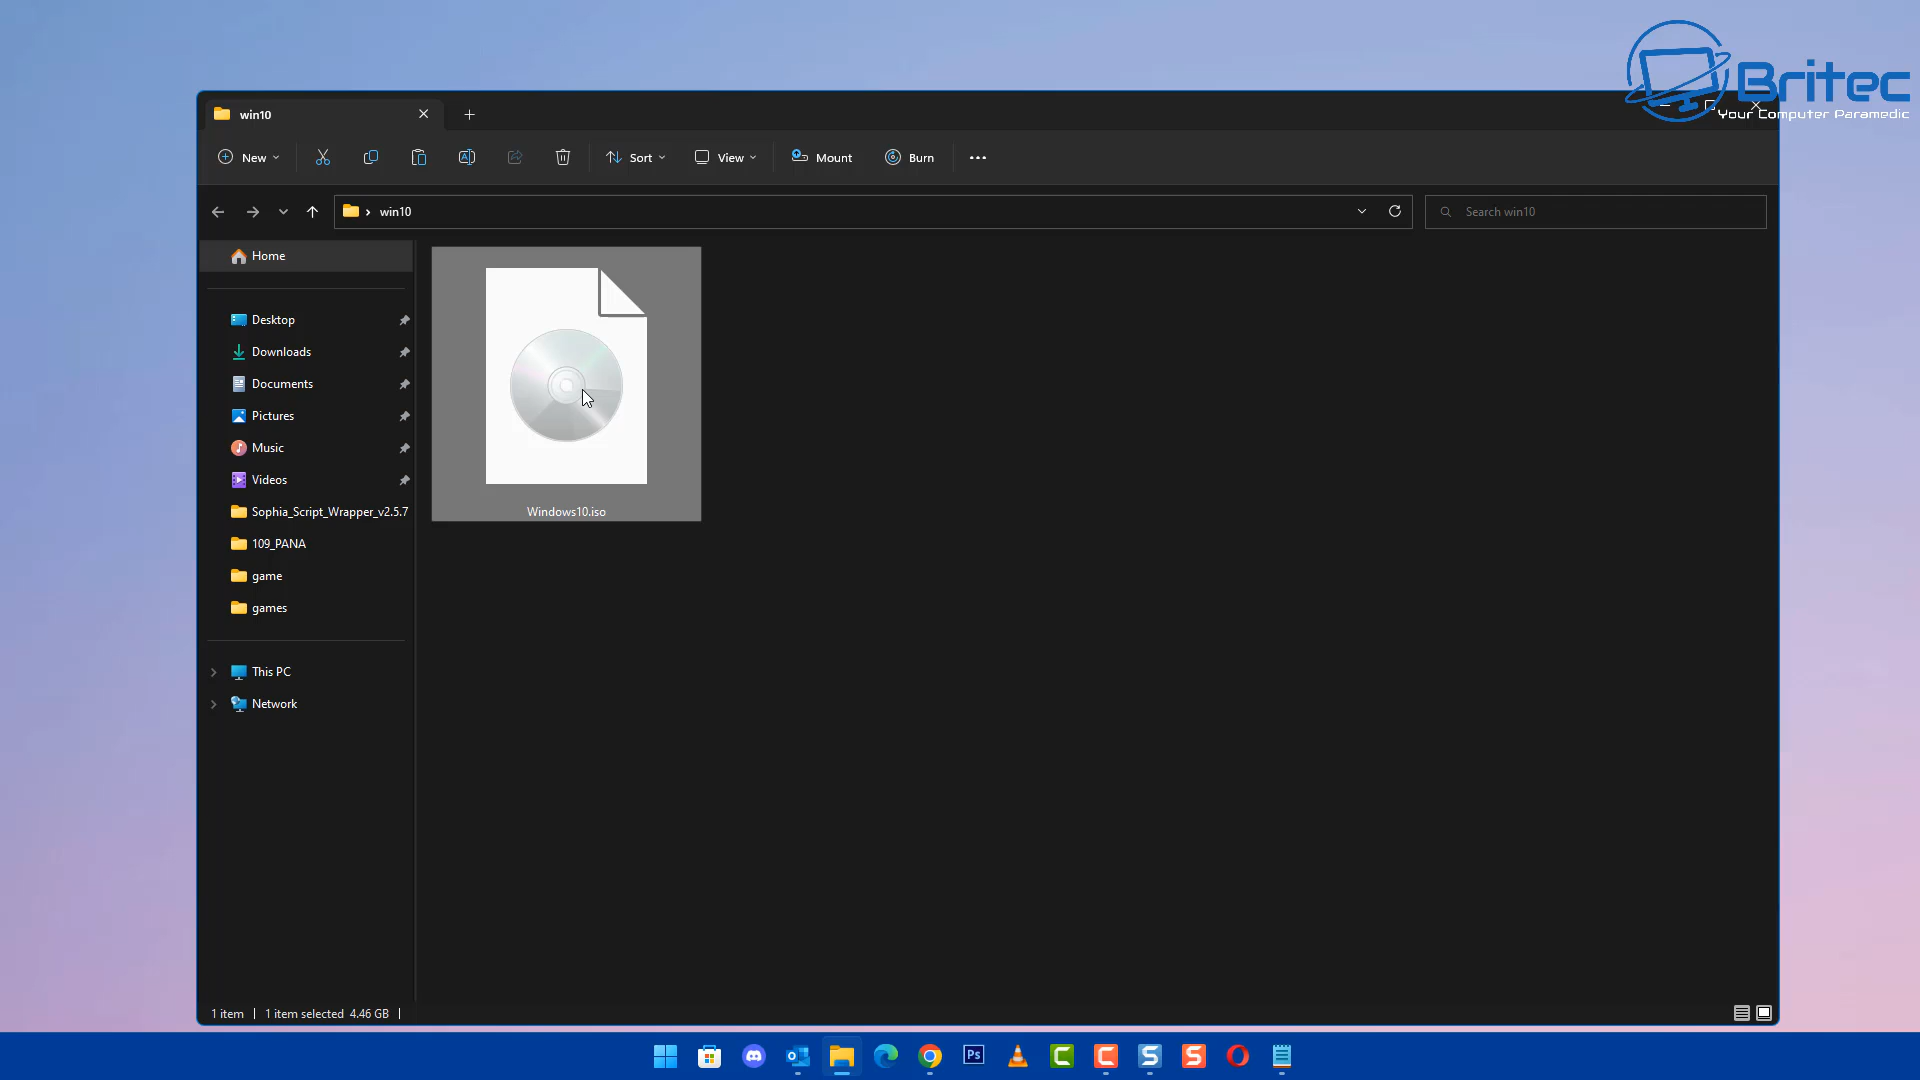 Britec
Your Computer Paramedic
win10
New
Sort
View
Mount
Burn
win10
Search win10
Home
Desktop
Downloads
Documents
Pictures
Music
Videos
Sophia_Script_Wrapper_v2.5.7
109_PANA
game
games
This PC
Network
Windows10.iso
1 item
1 item selected 4.46 GB
Ps